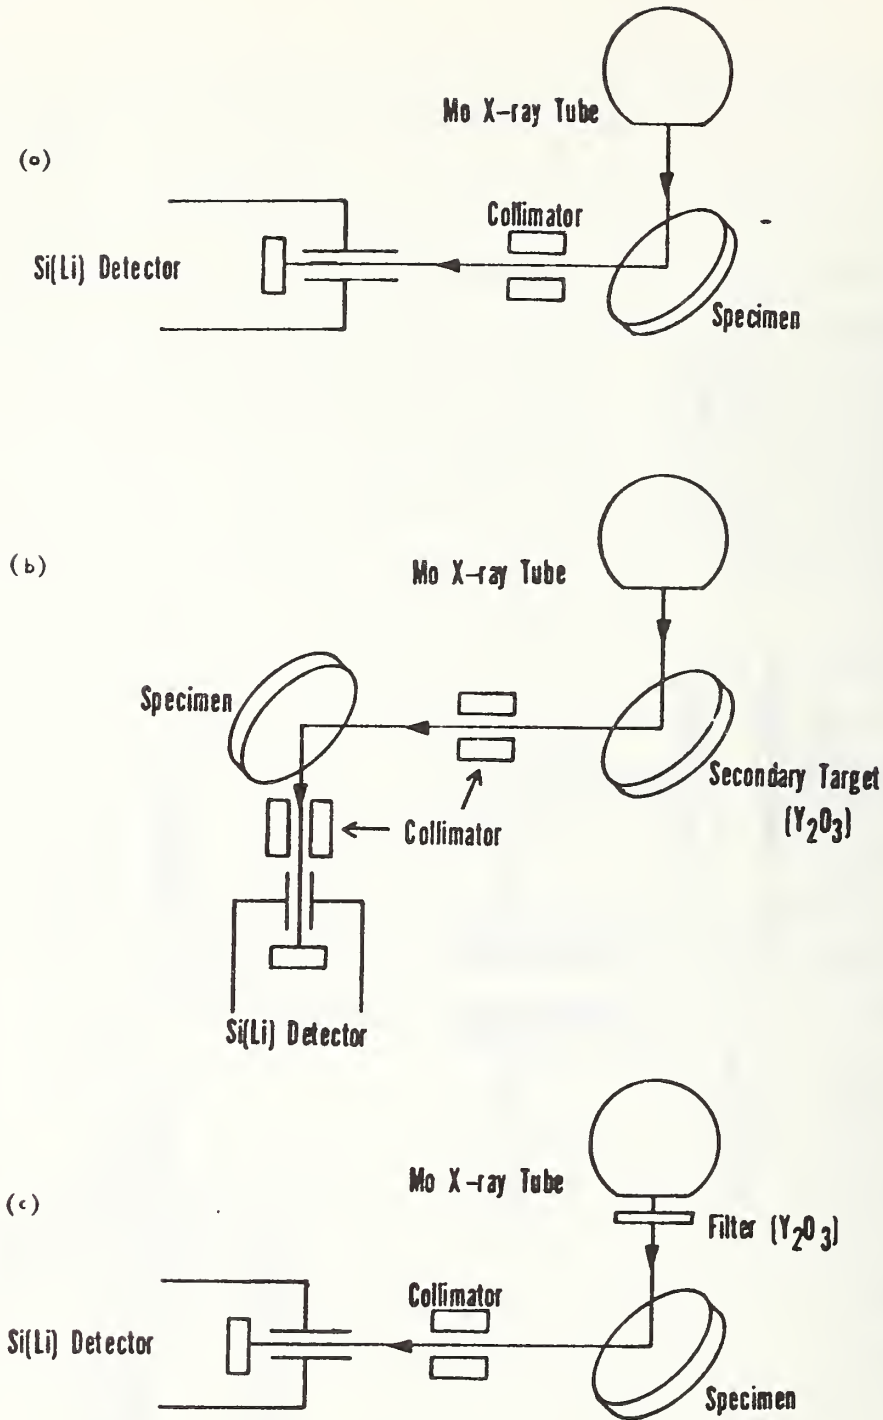 (a)
Mo X-ray Tube
Collimator
Si(Li) Detector
Specimen
(b)
Mo X-ray Tube
Specimen
Secondary Target
(Y2O3)
Collimator
Si(Li) Detector
(c)
Mo X-ray Tube
Filter (Y2O3)
Collimator
Si(Li) Detector
Specimen